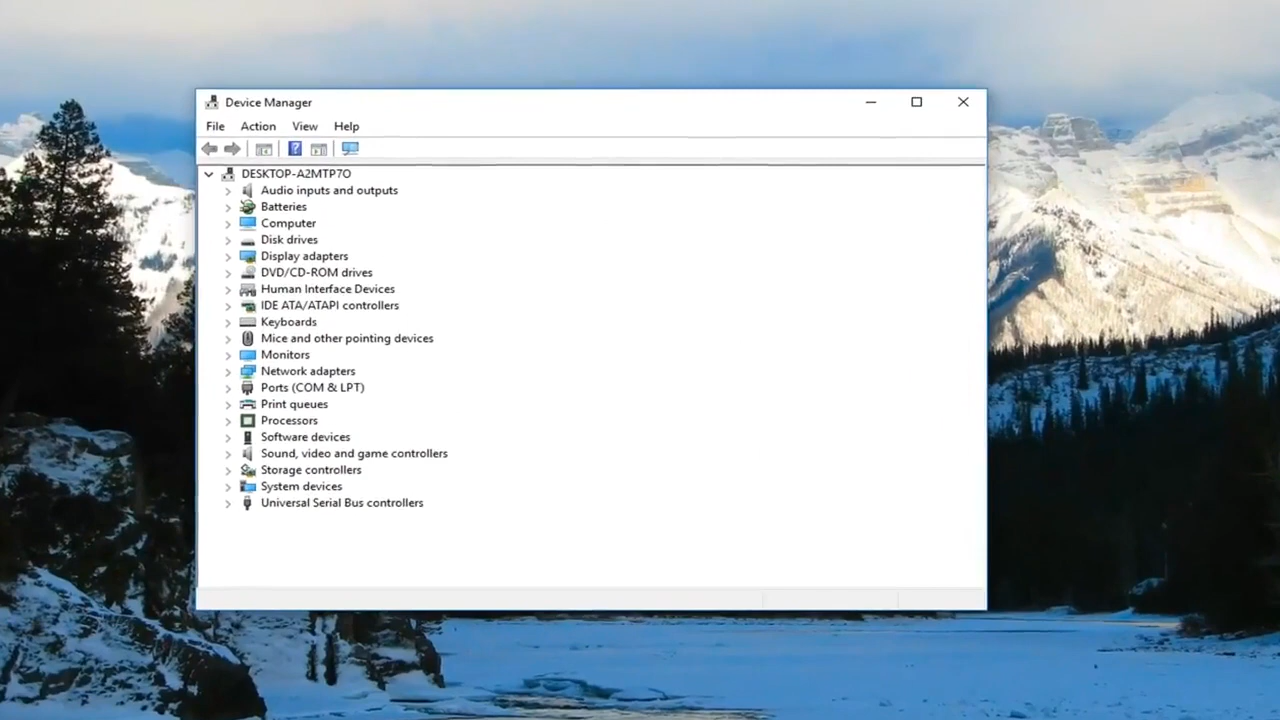 Device Manager
File Action View Help
?
DESKTOP-A2MTP7O
Audio inputs and outputs
Batteries
Computer
Disk drives
Display adapters
DVD/CD-ROM drives
Human Interface Devices
IDE ATA/ATAPI controllers
Keyboards
Mice and other pointing devices
Monitors
Network adapters
Ports (COM & LPT)
Print queues
Processors
Software devices
Sound, video and game controllers
Storage controllers
System devices
Universal Serial Bus controllers